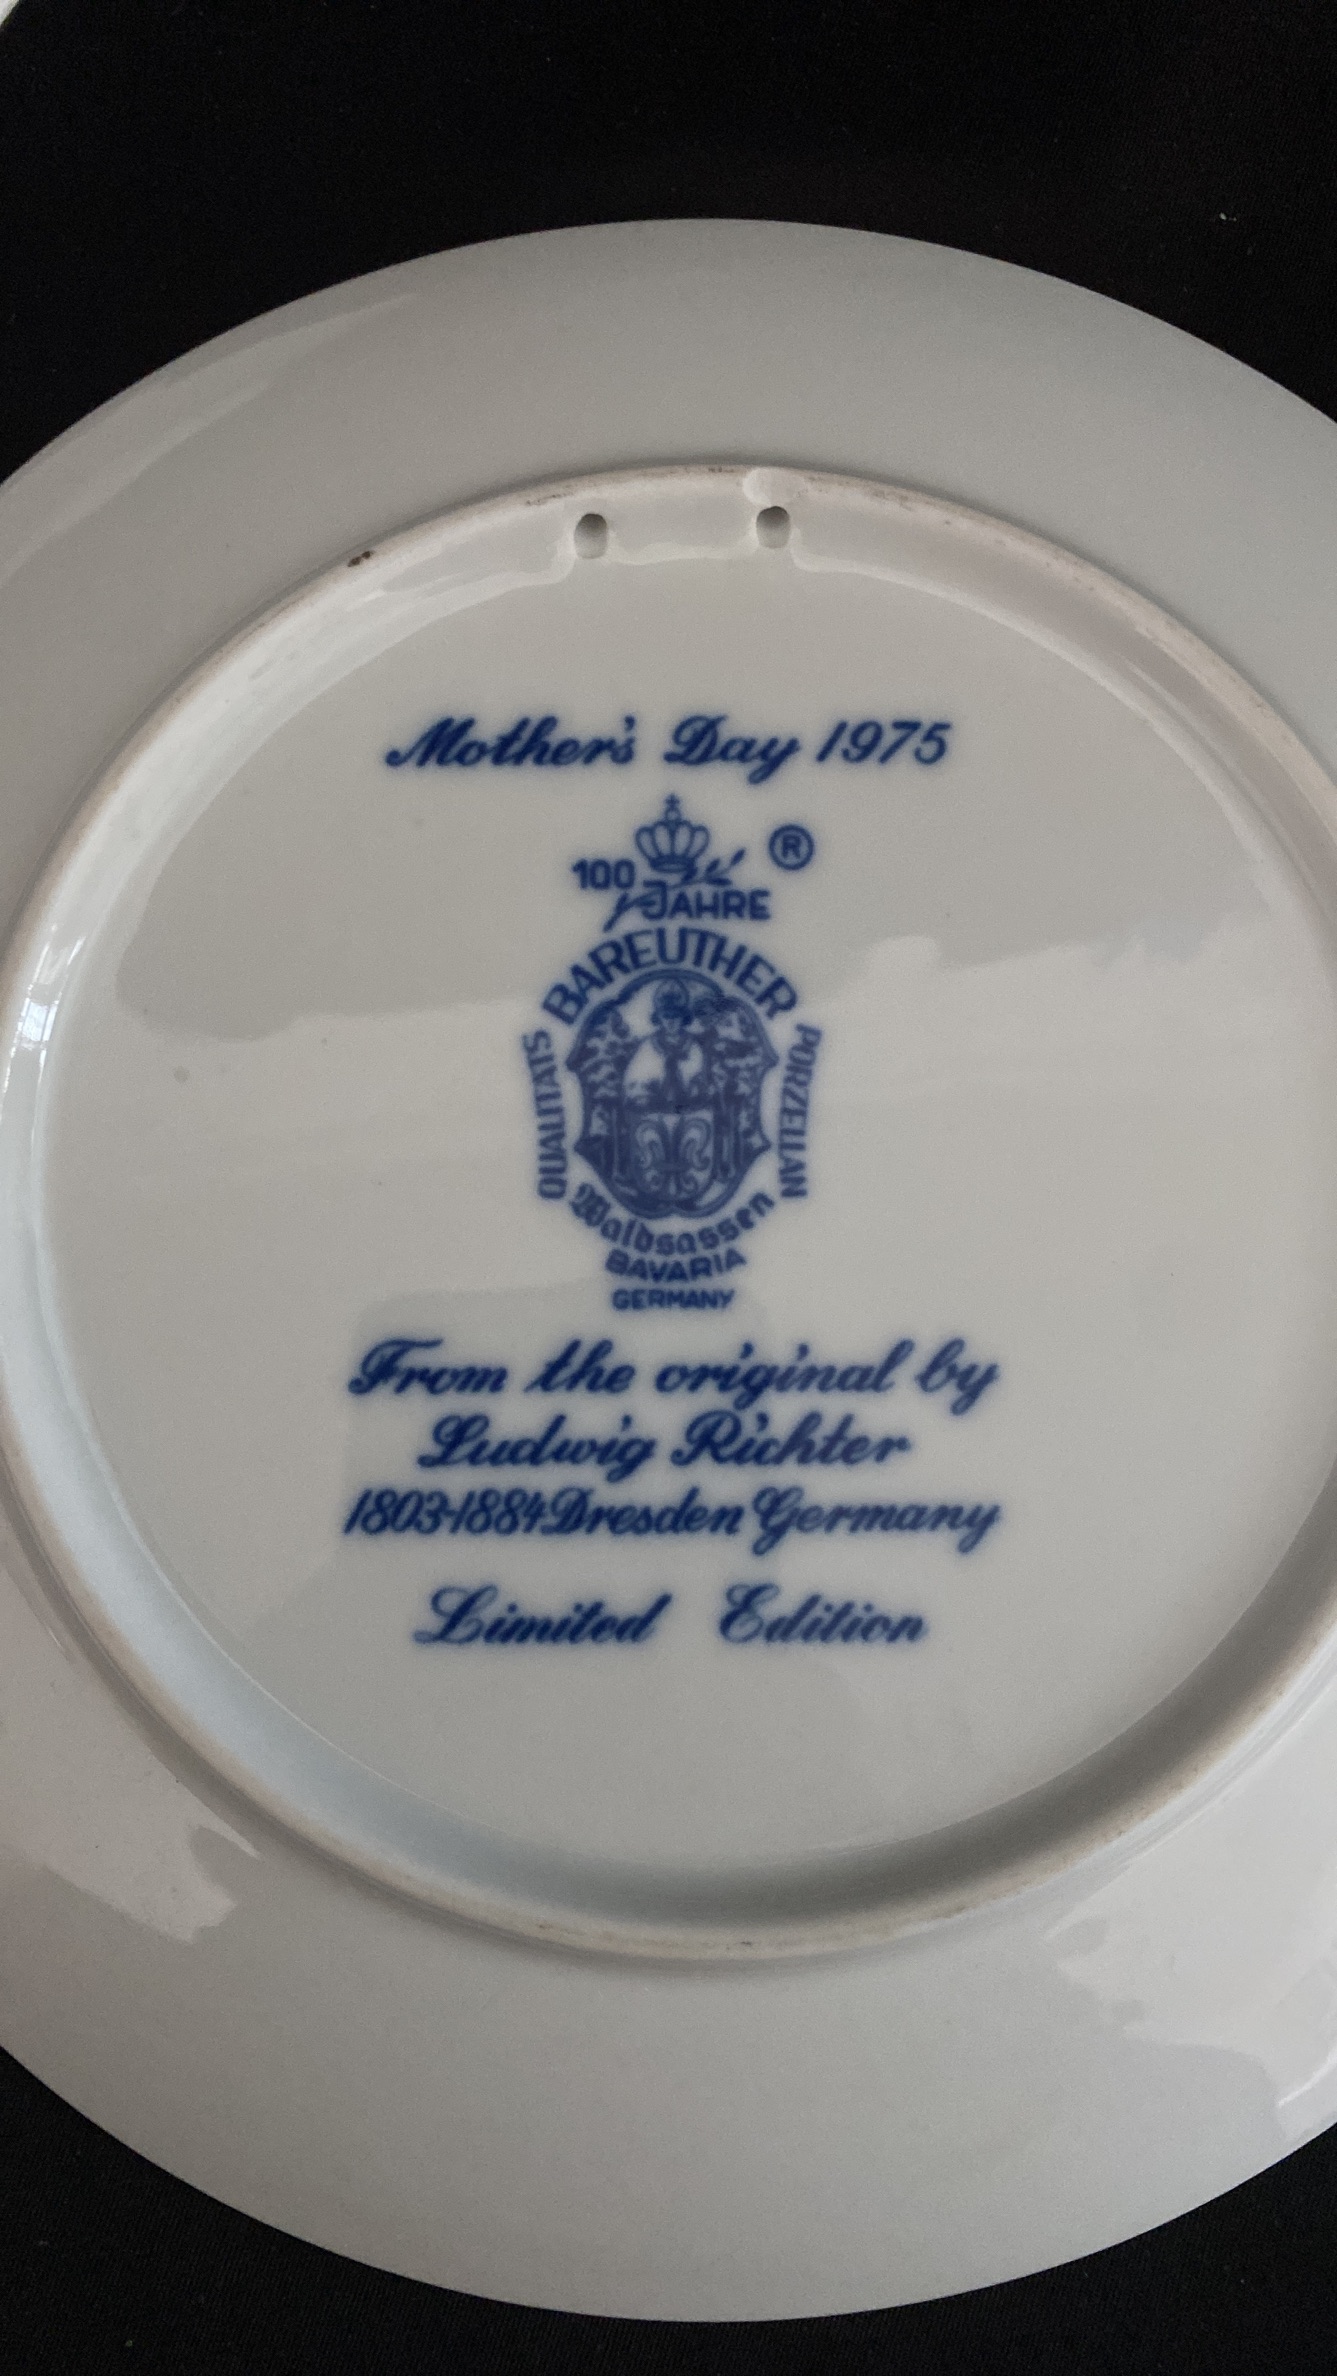 Mother's Day 1975
®
100
JAHRE
BAREUTHER
QUALITÄTS
PORZELLAN
Waldsassen
BAVARIA
GERMANY
From the original by
Ludwig Richter
1803-1884 Dresden Germany
Limited Edition